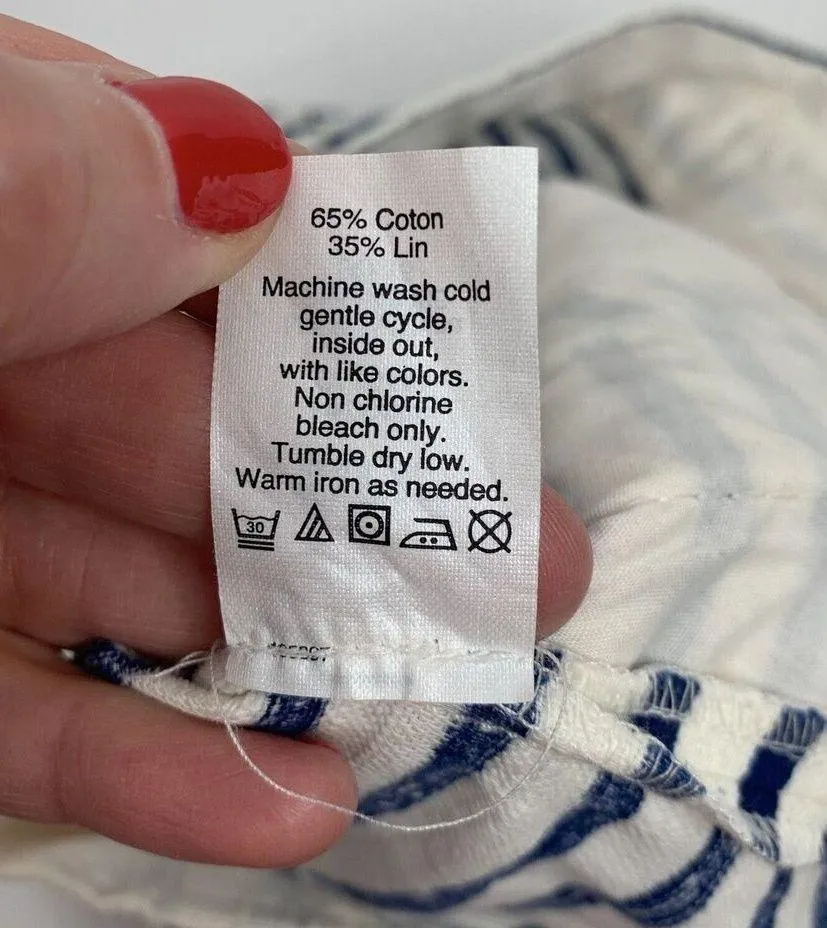 65% Coton
35% Lin
Machine wash cold
gentle cycle,
inside out,
with like colors.
Non chlorine
bleach only.
Tumble dry low.
Warm iron as needed.
30